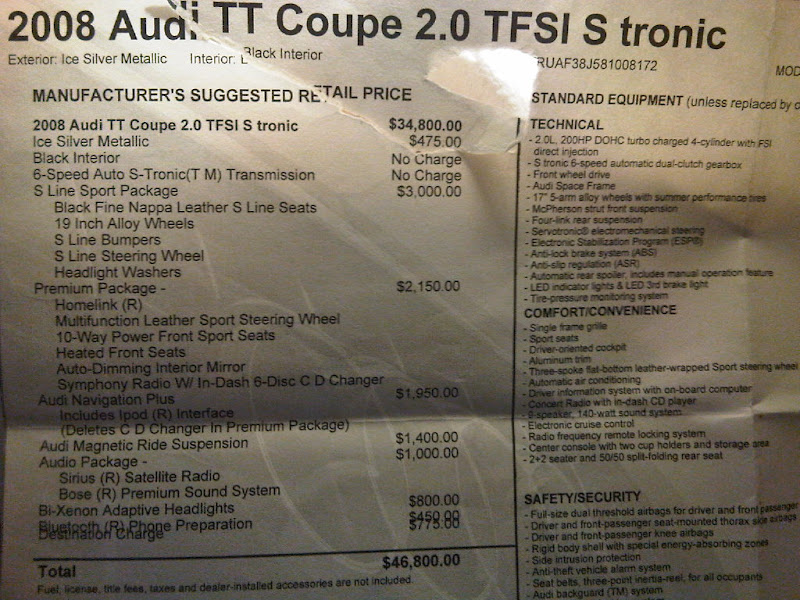 2008 Audi TT Coupe 2.0 TFSI S tronic
Exterior: Ice Silver Metallic Interior: Black Interior
RUAF38J581008172
MANUFACTURER'S SUGGESTED RETAIL PRICE
2008 Audi TT Coupe 2.0 TFSI S tronic $34,800.00
Ice Silver Metallic $475.00
Black Interior No Charge
6-Speed Auto S-Tronic(T M) Transmission No Charge
S Line Sport Package $3,000.00
Black Fine Nappa Leather S Line Seats
19 Inch Alloy Wheels
S Line Bumpers
S Line Steering Wheel
Headlight Washers
Premium Package - $2,150.00
Homelink (R)
Multifunction Leather Sport Steering Wheel
10-Way Power Front Sport Seats
Heated Front Seats
Auto-Dimming Interior Mirror
Symphony Radio W/ In-Dash 6-Disc C D Changer
Audi Navigation Plus $1,950.00
Includes Ipod (R) Interface
(Deletes C D Changer In Premium Package)
Audi Magnetic Ride Suspension $1,400.00
Audio Package - $1,000.00
Sirius (R) Satellite Radio
Bose (R) Premium Sound System
Bi-Xenon Adaptive Headlights $800.00
Bluetooth (R) Phone Preparation $450.00
Destination Charge $775.00
Total $46,800.00
Fuel, license, title fees, taxes and dealer-installed accessories are not included.
MOD
STANDARD EQUIPMENT (unless replaced by o
TECHNICAL
- 2.0L, 200HP DOHC turbo charged 4-cylinder with FSI
direct injection
- S tronic 6-speed automatic dual-clutch gearbox
- Front wheel drive
- Audi Space Frame
- 17" 5-arm alloy wheels with summer performance tires
- McPherson strut front suspension
- Four-link rear suspension
- Servotronic® electromechanical steering
- Electronic Stabilization Program (ESP®)
- Anti-lock brake system (ABS)
- Anti-slip regulation (ASR)
- Automatic rear spoiler, includes manual operation feature
- LED indicator lights & LED 3rd brake light
- Tire-pressure monitoring system
COMFORT/CONVENIENCE
- Single frame grille
- Sport seats
- Driver-oriented cockpit
- Aluminum trim
- Three-spoke flat-bottom leather-wrapped Sport steering wheel
- Automatic air conditioning
- Driver information system with on-board computer
- Concert Radio with in-dash CD player
- 9-speaker, 140-watt sound system
- Electronic cruise control
- Radio frequency remote locking system
- Center console with two cup holders and storage area
- 2+2 seater and 50/50 split-folding rear seat
SAFETY/SECURITY
- Full-size dual threshold airbags for driver and front passenger
- Driver and front-passenger seat-mounted thorax side airbags
- Driver and front-passenger knee airbags
- Rigid body shell with special energy-absorbing zones
- Side intrusion protection
- Anti-theft vehicle alarm system
- Seat belts, three-point inertia-reel, for all occupants
- Audi backguard (TM) system